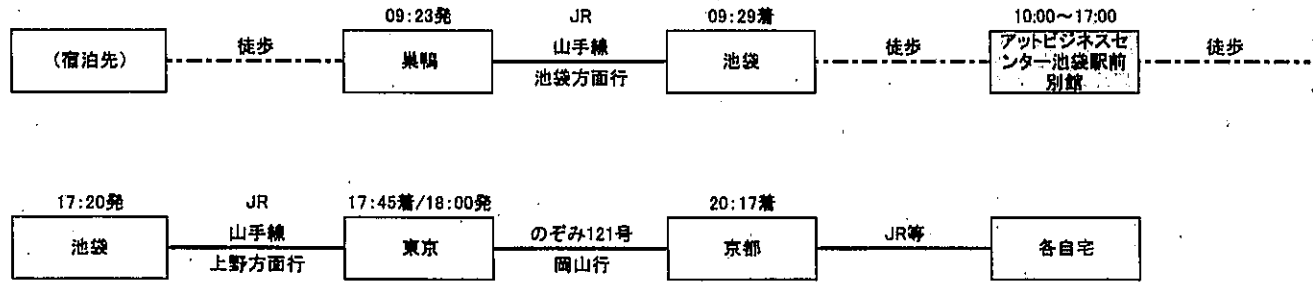 09:23発 JR 09:29着 10:00～17:00
(宿泊先) 徒歩 巣鴨 山手線 池袋 徒歩 アットビジネスセ 徒歩
池袋方面行 ンター池袋駅前
別館
17:20発 JR 17:45着/18:00発 20:17着
池袋 山手線 東京 のぞみ121号 京都 JR等 各自宅
上野方面行 岡山行